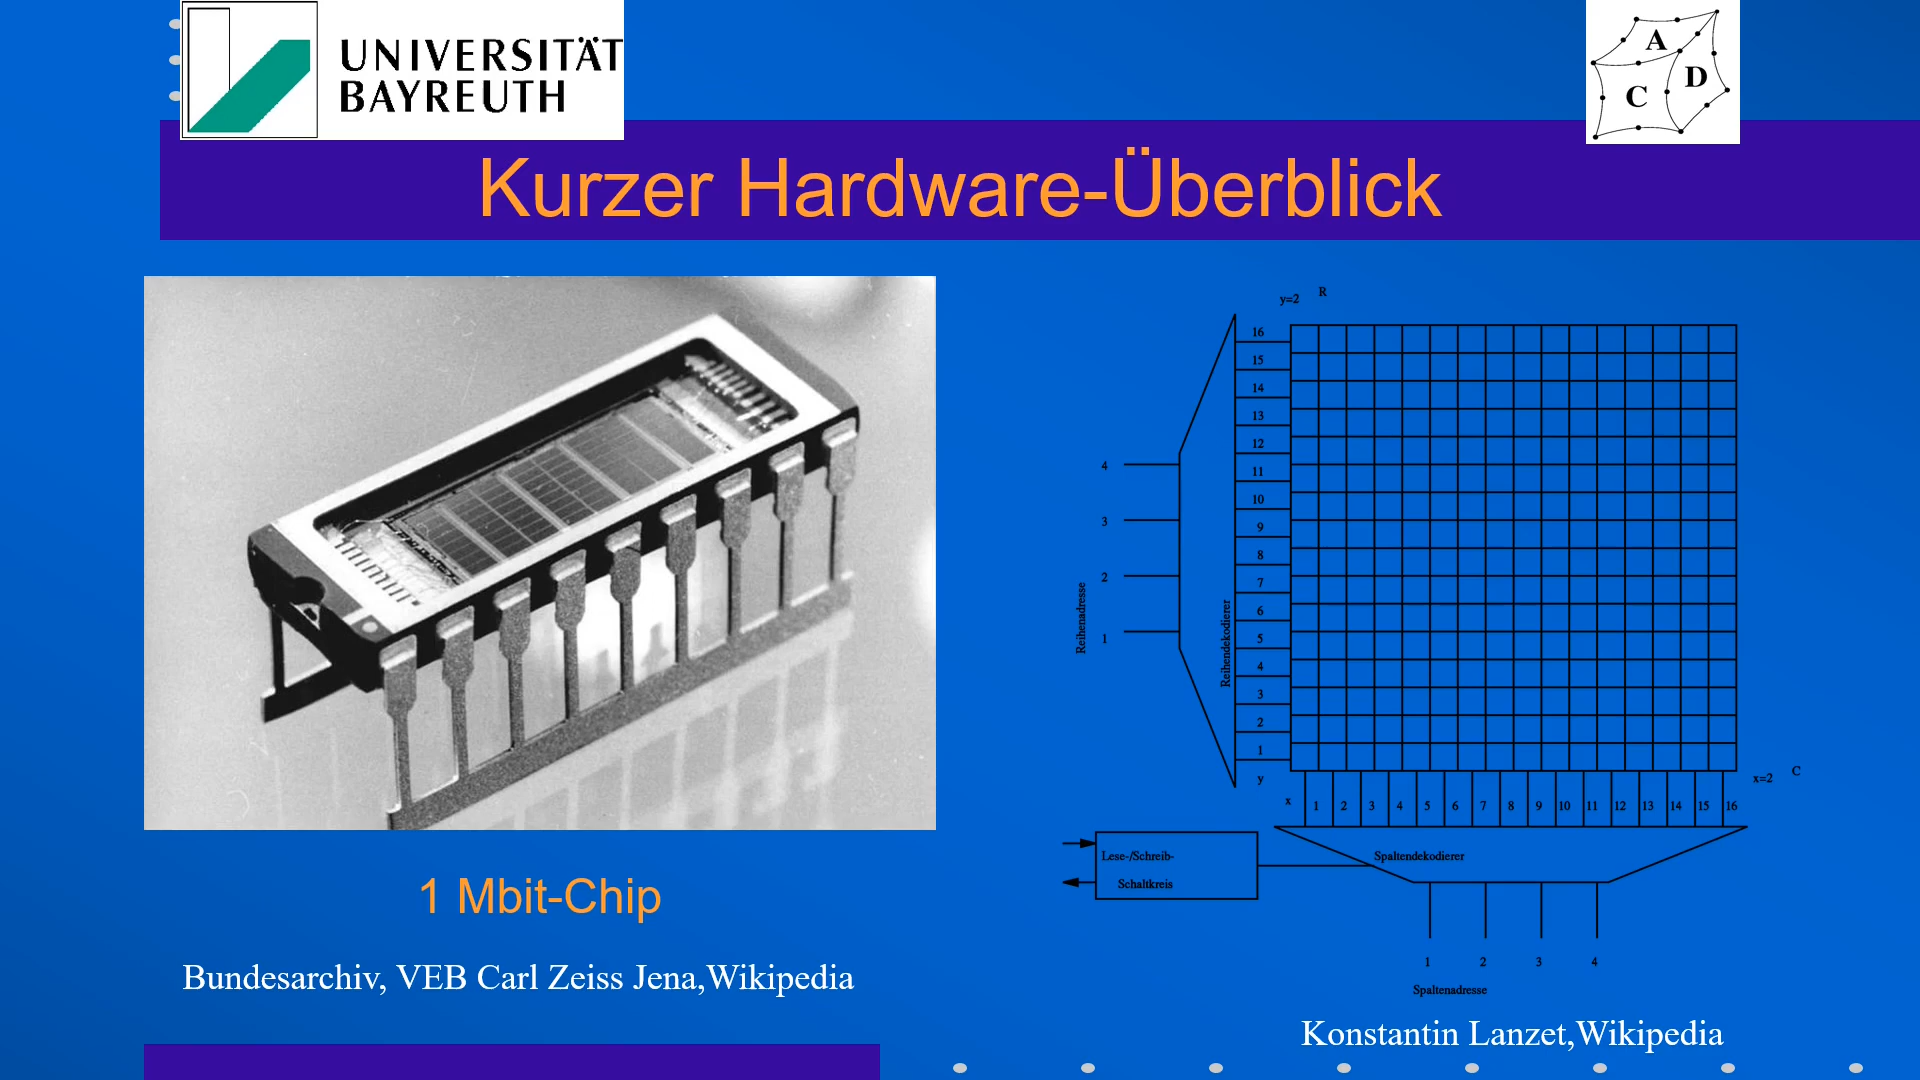 UNIVERSITÄT
BAYREUTH
A
D
C
Kurzer Hardware-Überblick
y=2 R
16
15
14
13
12
11
10
9
8
7
6
5
4
3
2
1
y
4
3
2
1
Reihenadresse
Reihendekodierer
x=2 C
x 1 2 3 4 5 6 7 8 9 10 11 12 13 14 15 16
Lese-/Schreib-
Schaltkreis
Spaltendekodierer
1 2 3 4
Spaltenadresse
1 Mbit-Chip
Bundesarchiv, VEB Carl Zeiss Jena,Wikipedia
Konstantin Lanzet,Wikipedia